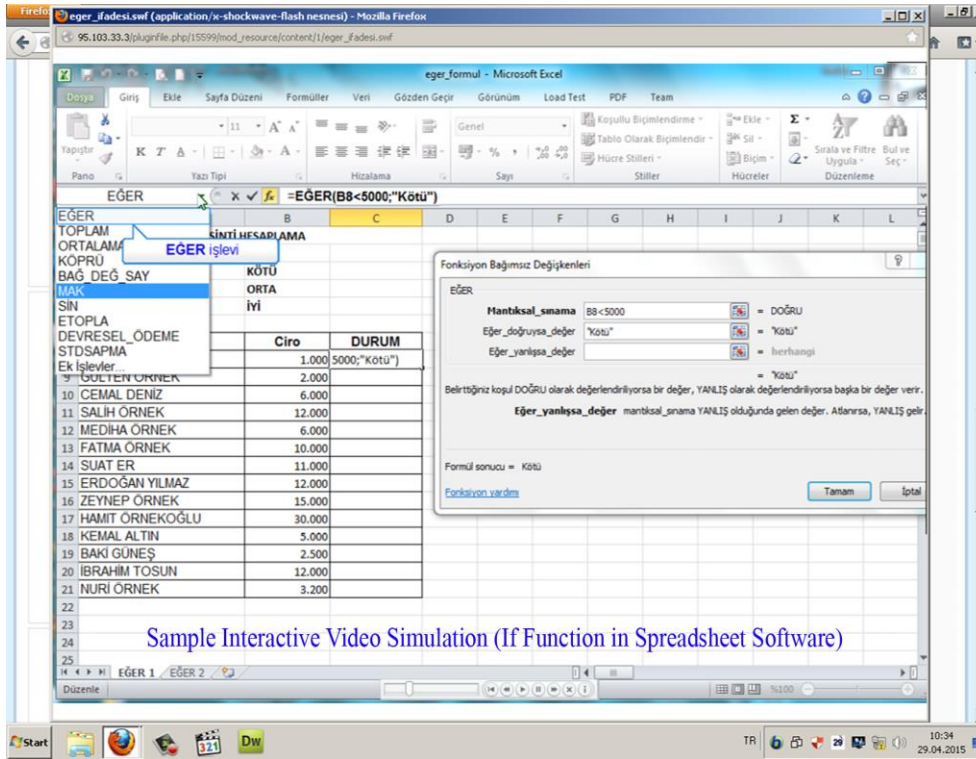 Firefo
eger_ifadesi.swf (application/x-shockwave-flash nesnesi) - Mozilla Firefox
95.103.33.3/pluginfile.php/15599/mod_resource/content/1/eger_ifadesi.swf
eger_formul - Microsoft Excel
Dosya Giriş Ekle Sayfa Düzeni Formüller Veri Gözden Geçir Görünüm Load Test PDF Team
Yapıştır
11 A A
K T A A
Genel
% ,
Koşullu Biçimlendirme
Tablo Olarak Biçimlendir
Hücre Stilleri
Ekle
Sil
Biçim
Σ
Sırala ve Filtre Uygula
Bul ve Seç
Pano Yazı Tipi Hizalama Sayı Stiller Hücreler Düzenleme
EĞER fx =EĞER(B8<5000;"Kötü")
B C D E F G H I J K L
EĞER
TOPLAM
ORTALAMA
KÖPRÜ
BAĞ_DEĞ_SAY
MAK
SİN
ETOPLA
DEVRESEL_ÖDEME
STDSAPMA
Ek İşlevler...
EĞER işlevi
SİNTİ HESAPLAMA
KÖTÜ
ORTA
İYİ
Ciro DURUM
1.000 5000;"Kötü")
9 GÜLTEN ÖRNEK 2.000
10 CEMAL DENİZ 6.000
11 SALİH ÖRNEK 12.000
12 MEDİHA ÖRNEK 6.000
13 FATMA ÖRNEK 10.000
14 SUAT ER 11.000
15 ERDOĞAN YILMAZ 12.000
16 ZEYNEP ÖRNEK 15.000
17 HAMIT ÖRNEKOĞLU 30.000
18 KEMAL ALTIN 5.000
19 BAKİ GÜNEŞ 2.500
20 İBRAHİM TOSUN 12.000
21 NURİ ÖRNEK 3.200
22
23
24
25
Fonksiyon Bağımsız Değişkenleri
EĞER
Mantıksal_sınama B8<5000 = DOĞRU
Eğer_doğruysa_değer "Kötü" = "Kötü"
Eğer_yanlışsa_değer = herhangi
= "Kötü"
Belirttiğiniz koşul DOĞRU olarak değerlendiriliyorsa bir değer, YANLIŞ olarak değerlendiriliyorsa başka bir değer verir.
Eğer_yanlışsa_değer mantıksal_sınama YANLIŞ olduğunda gelen değer. Atlanırsa, YANLIŞ gelir.
Formül sonucu = Kötü
Fonksiyon yardımı
Tamam İptal
Sample Interactive Video Simulation (If Function in Spreadsheet Software)
EĞER 1 EĞER 2
Düzenle %100
Start 321 Dw TR 29 10:34
29.04.2015